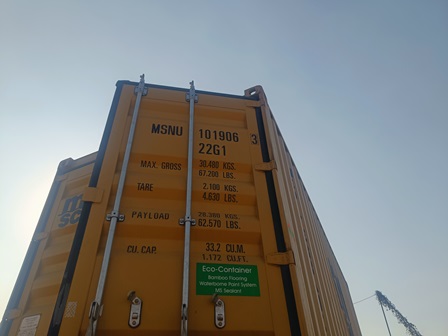 MSNU 101906 3
22G1
MAX. GROSS 30.480 KGS.
67.200 LBS.
TARE 2.100 KGS.
4.630 LBS.
PAYLOAD 28.380 KGS.
62.570 LBS.
CU. CAP. 33.2 CU.M.
1.172 CU.FT.
Eco-Container
Bamboo Flooring
Waterborne Paint System
MS Sealant